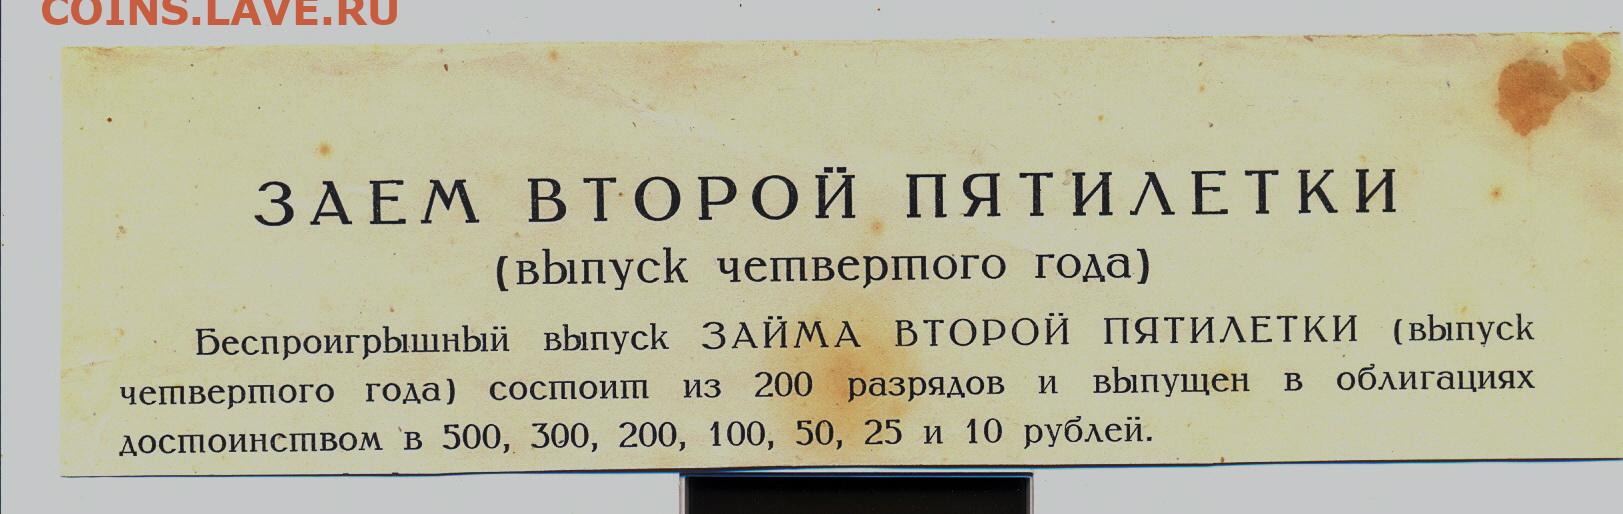 COINS.LAVE.RU
ЗАЕМ ВТОРОЙ ПЯТИЛЕТКИ
(выпуск четвертого года)
Беспроигрышный выпуск ЗАЙМА ВТОРОЙ ПЯТИЛЕТКИ (выпуск
четвертого года) состоит из 200 разрядов и выпущен в облигациях
достоинством в 500, 300, 200, 100, 50, 25 и 10 рублей.